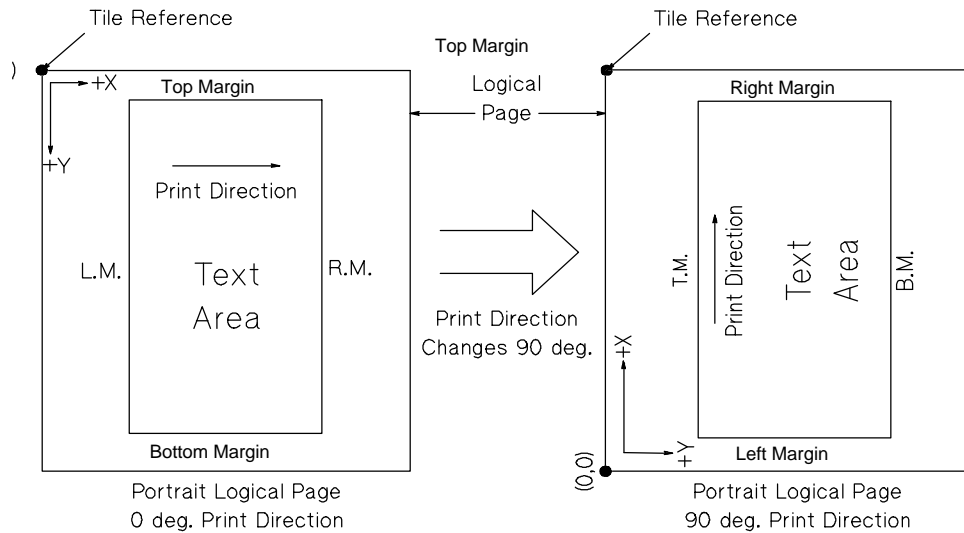 Tile Reference
)
+X
+Y
Top Margin
Print Direction
L.M.
Text
Area
R.M.
Bottom Margin
Portrait Logical Page
0 deg. Print Direction
Top Margin
Logical
Page
Print Direction
Changes 90 deg.
Tile Reference
Right Margin
T.M.
Print Direction
Text
Area
B.M.
+X
+Y
(0,0)
Left Margin
Portrait Logical Page
90 deg. Print Direction